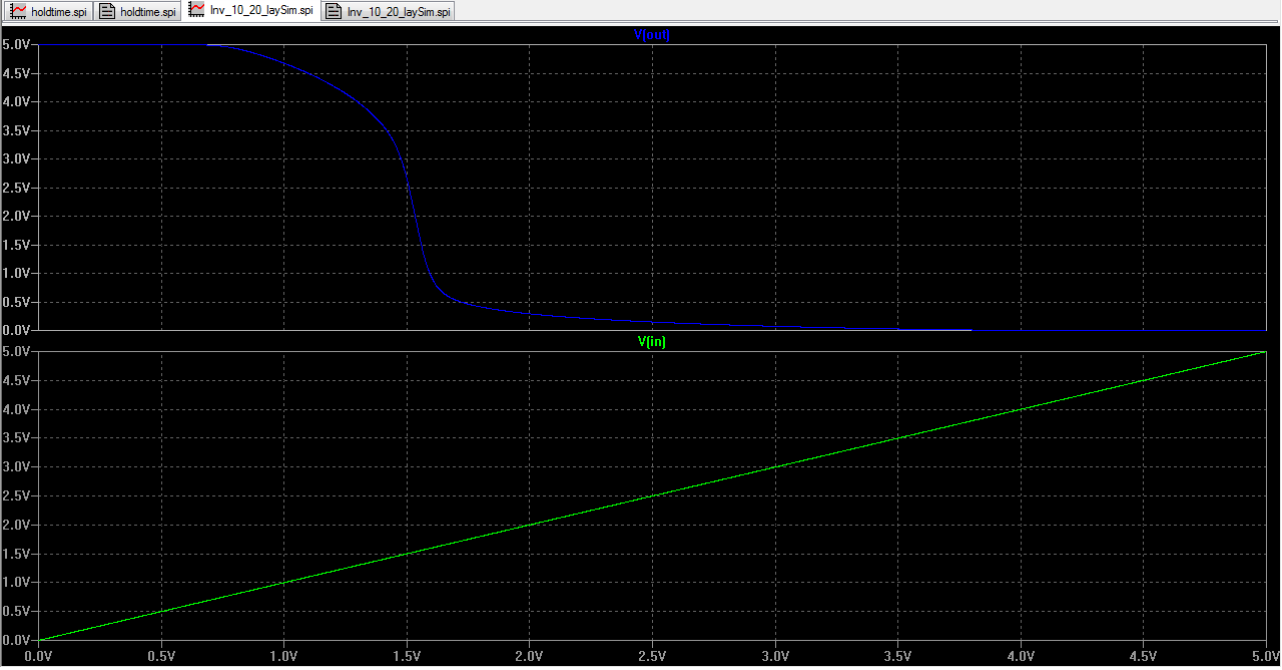 holdtime.spi holdtime.spi Inv_10_20_laySim.spi Inv_10_20_laySim.spi
V(out)
5.0V
4.5V
4.0V
3.5V
3.0V
2.5V
2.0V
1.5V
1.0V
0.5V
0.0V
V(in)
5.0V
4.5V
4.0V
3.5V
3.0V
2.5V
2.0V
1.5V
1.0V
0.5V
0.0V
0.0V 0.5V 1.0V 1.5V 2.0V 2.5V 3.0V 3.5V 4.0V 4.5V 5.0V